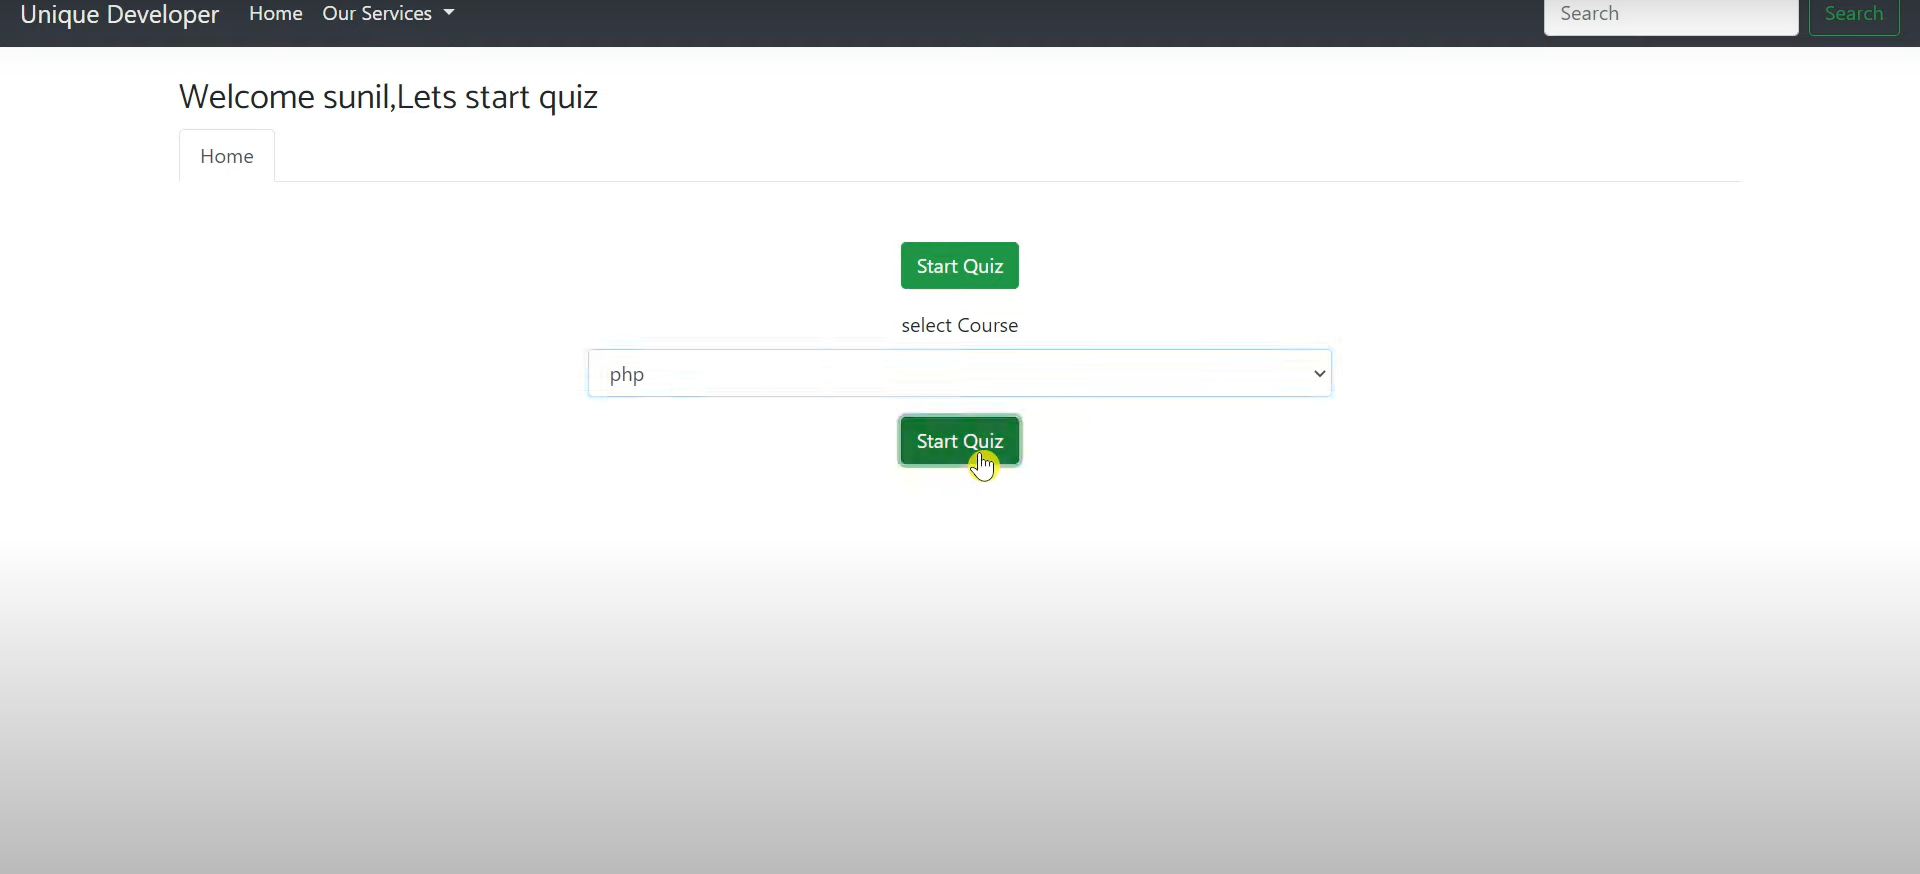 Unique Developer Home Our Services Search Search
Welcome sunil,Lets start quiz
Home
Start Quiz
select Course
php
Start Quiz